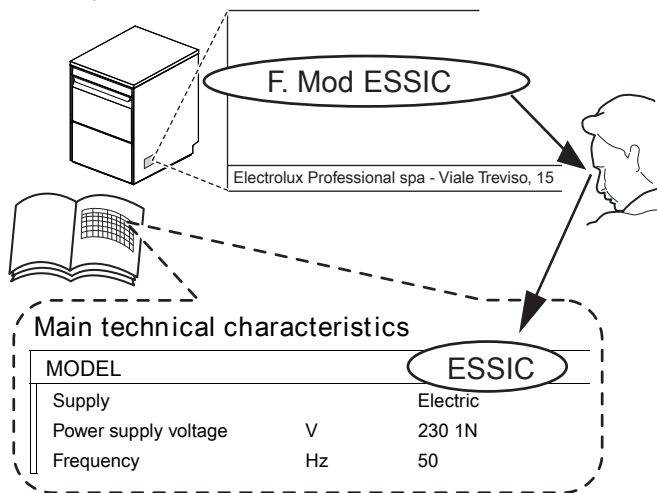 F. Mod ESSIC
Electrolux Professional spa - Viale Treviso, 15
Main technical characteristics
MODEL ESSIC
Supply Electric
Power supply voltage V 230 1N
Frequency Hz 50